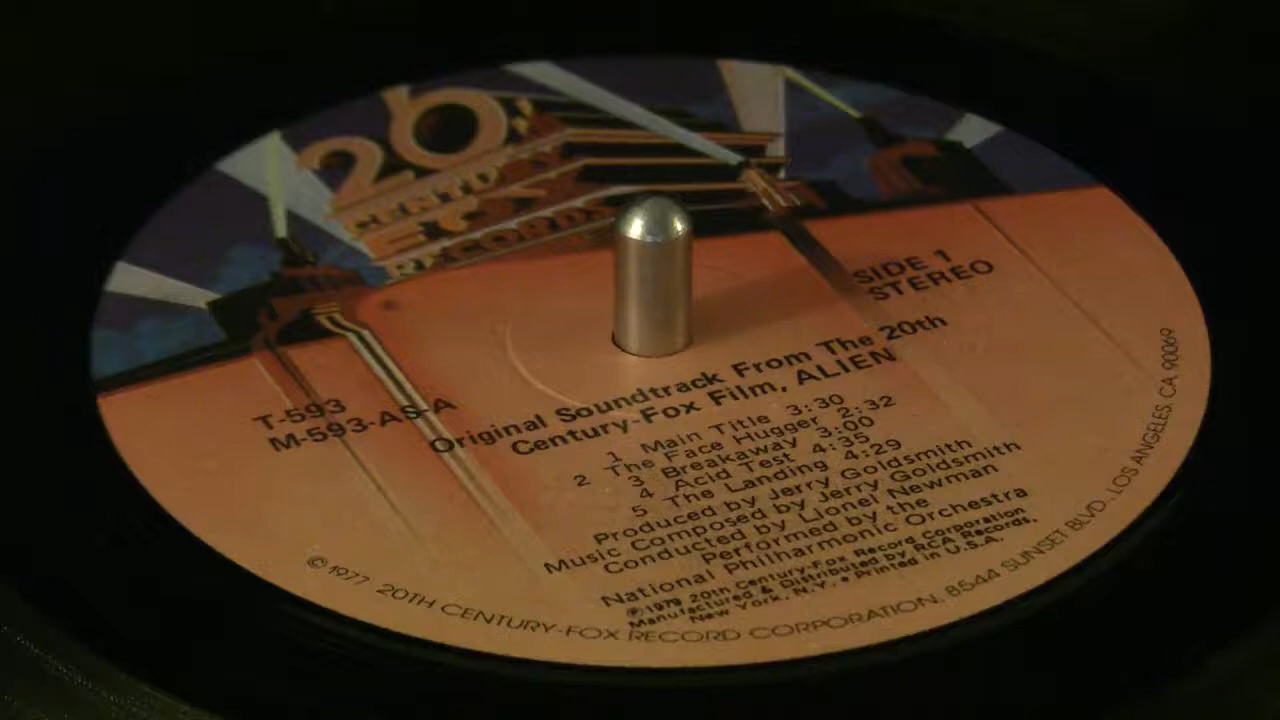 20
CENTU
FOX
RECORDS
SIDE 1
STEREO
T-593
M-593-AS-A
Original Soundtrack From The 20th
Century-Fox Film, ALIEN
1 Main Title 3:30
2 The Face Hugger 2:32
3 Breakaway 3:00
4 Acid Test 4:35
5 The Landing 4:29
Produced by Jerry Goldsmith
Music Composed by Jerry Goldsmith
Conducted by Lionel Newman
Performed by the
National Philharmonic Orchestra
℗ 1979 20th Century-Fox Record Corporation
Manufactured & Distributed by RCA Records,
New York, N.Y. • Printed in U.S.A.
© 1977 20TH CENTURY-FOX RECORD CORPORATION, 8544 SUNSET BLVD., LOS ANGELES, CA 90069